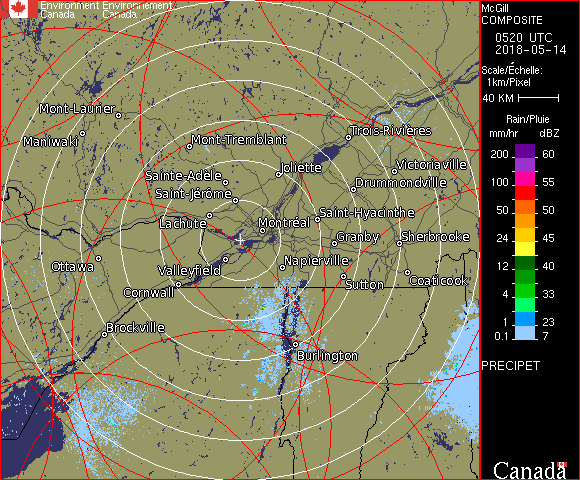 Environment Environnement
Canada Canada
McGill
COMPOSITE
0520 UTC
2018-05-14
Scale/Échelle:
1km/Pixel
40 KM
Rain/Pluie
mm/hr dBZ
200 60
150 55
100 55
50 50
24 45
12 40
4 33
1 23
0.1 7
PRECIPET
Canada
Mont-Laurier
Maniwaki
Mont-Tremblant
Trois-Rivières
Joliette
Victoriaville
Sainte-Adèle
Drummondville
Saint-Jérôme
Saint-Hyacinthe
Lachute
Montréal
Granby
Sherbrooke
Ottawa
Valleyfield
Napierville
Cornwall
Sutton
Coaticook
Brockville
Burlington